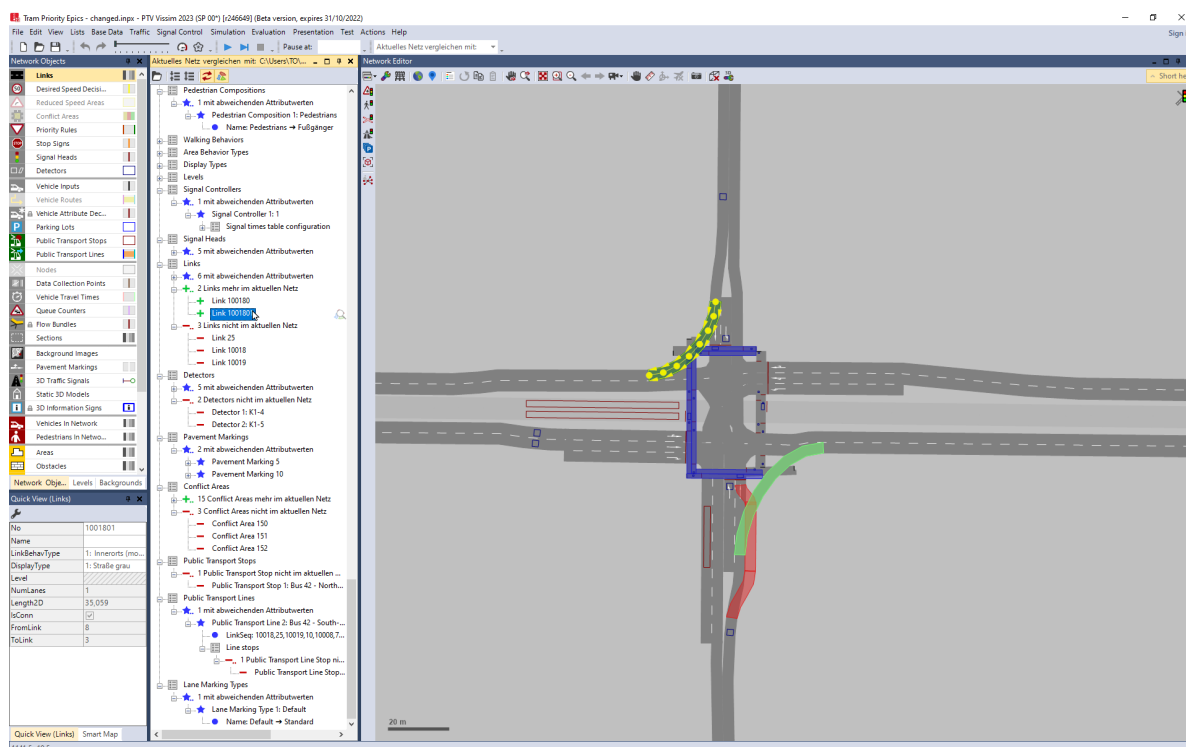 Tram Priority Epics - changed.inpx - PTV Vissim 2023 (SP 00*) [r246649] (Beta version, expires 31/10/2022)
File Edit View Lists Base Data Traffic Signal Control Simulation Evaluation Presentation Test Actions Help
Sign
Pause at:
Aktuelles Netz vergleichen mit:
Network Objects
Links
Desired Speed Decisi...
Reduced Speed Areas
Conflict Areas
Priority Rules
Stop Signs
Signal Heads
Detectors
Vehicle Inputs
Vehicle Routes
Vehicle Attribute Dec...
Parking Lots
Public Transport Stops
Public Transport Lines
Nodes
Data Collection Points
Vehicle Travel Times
Queue Counters
Flow Bundles
Sections
Background Images
Pavement Markings
3D Traffic Signals
Static 3D Models
3D Information Signs
Vehicles In Network
Pedestrians In Netwo...
Areas
Obstacles
Network Obje... Levels Backgrounds
Quick View (Links)
No 1001801
Name
LinkBehavType 1: Innerorts (mo...
DisplayType 1: Straße grau
Level
NumLanes 1
Length2D 35,059
IsConn
FromLink 8
ToLink 3
Quick View (Links) Smart Map
Aktuelles Netz vergleichen mit: C:\Users\TO\...
Pedestrian Compositions
1 mit abweichenden Attributwerten
Pedestrian Composition 1: Pedestrians
Name: Pedestrians → Fußgänger
Walking Behaviors
Area Behavior Types
Display Types
Levels
Signal Controllers
1 mit abweichenden Attributwerten
Signal Controller 1: 1
Signal times table configuration
Signal Heads
5 mit abweichenden Attributwerten
Links
6 mit abweichenden Attributwerten
2 Links mehr im aktuellen Netz
Link 100180
Link 1001801
3 Links nicht im aktuellen Netz
Link 25
Link 10018
Link 10019
Detectors
5 mit abweichenden Attributwerten
2 Detectors nicht im aktuellen Netz
Detector 1: K1-4
Detector 2: K1-5
Pavement Markings
2 mit abweichenden Attributwerten
Pavement Marking 5
Pavement Marking 10
Conflict Areas
15 Conflict Areas mehr im aktuellen Netz
3 Conflict Areas nicht im aktuellen Netz
Conflict Area 150
Conflict Area 151
Conflict Area 152
Public Transport Stops
1 Public Transport Stop nicht im aktuellen ...
Public Transport Stop 1: Bus 42 - North...
Public Transport Lines
1 mit abweichenden Attributwerten
Public Transport Line 2: Bus 42 - South-...
LinkSeq: 10018,25,10019,10,10008,7...
Line stops
1 Public Transport Line Stop ni...
Public Transport Line Stop...
Lane Marking Types
1 mit abweichenden Attributwerten
Lane Marking Type 1: Default
Name: Default → Standard
Network Editor
Short he
20 m